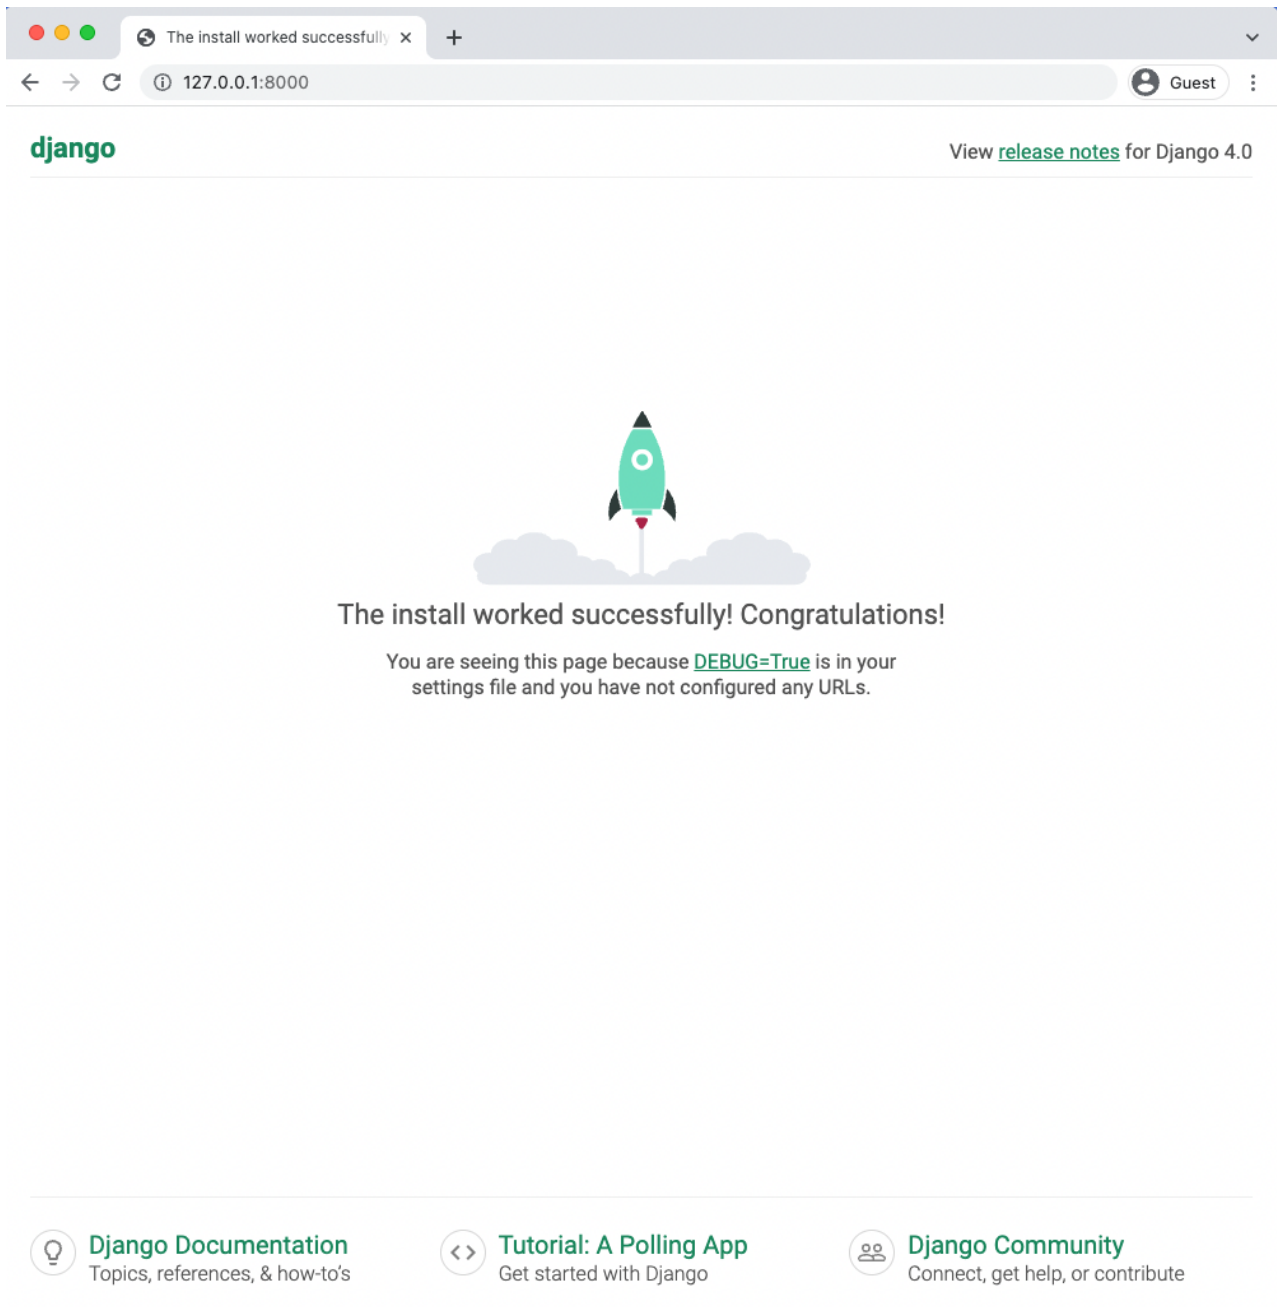 The install worked successfully
127.0.0.1:8000
Guest
django
View release notes for Django 4.0
The install worked successfully! Congratulations!
You are seeing this page because DEBUG=True is in your
settings file and you have not configured any URLs.
Django Documentation
Topics, references, & how-to's
Tutorial: A Polling App
Get started with Django
Django Community
Connect, get help, or contribute